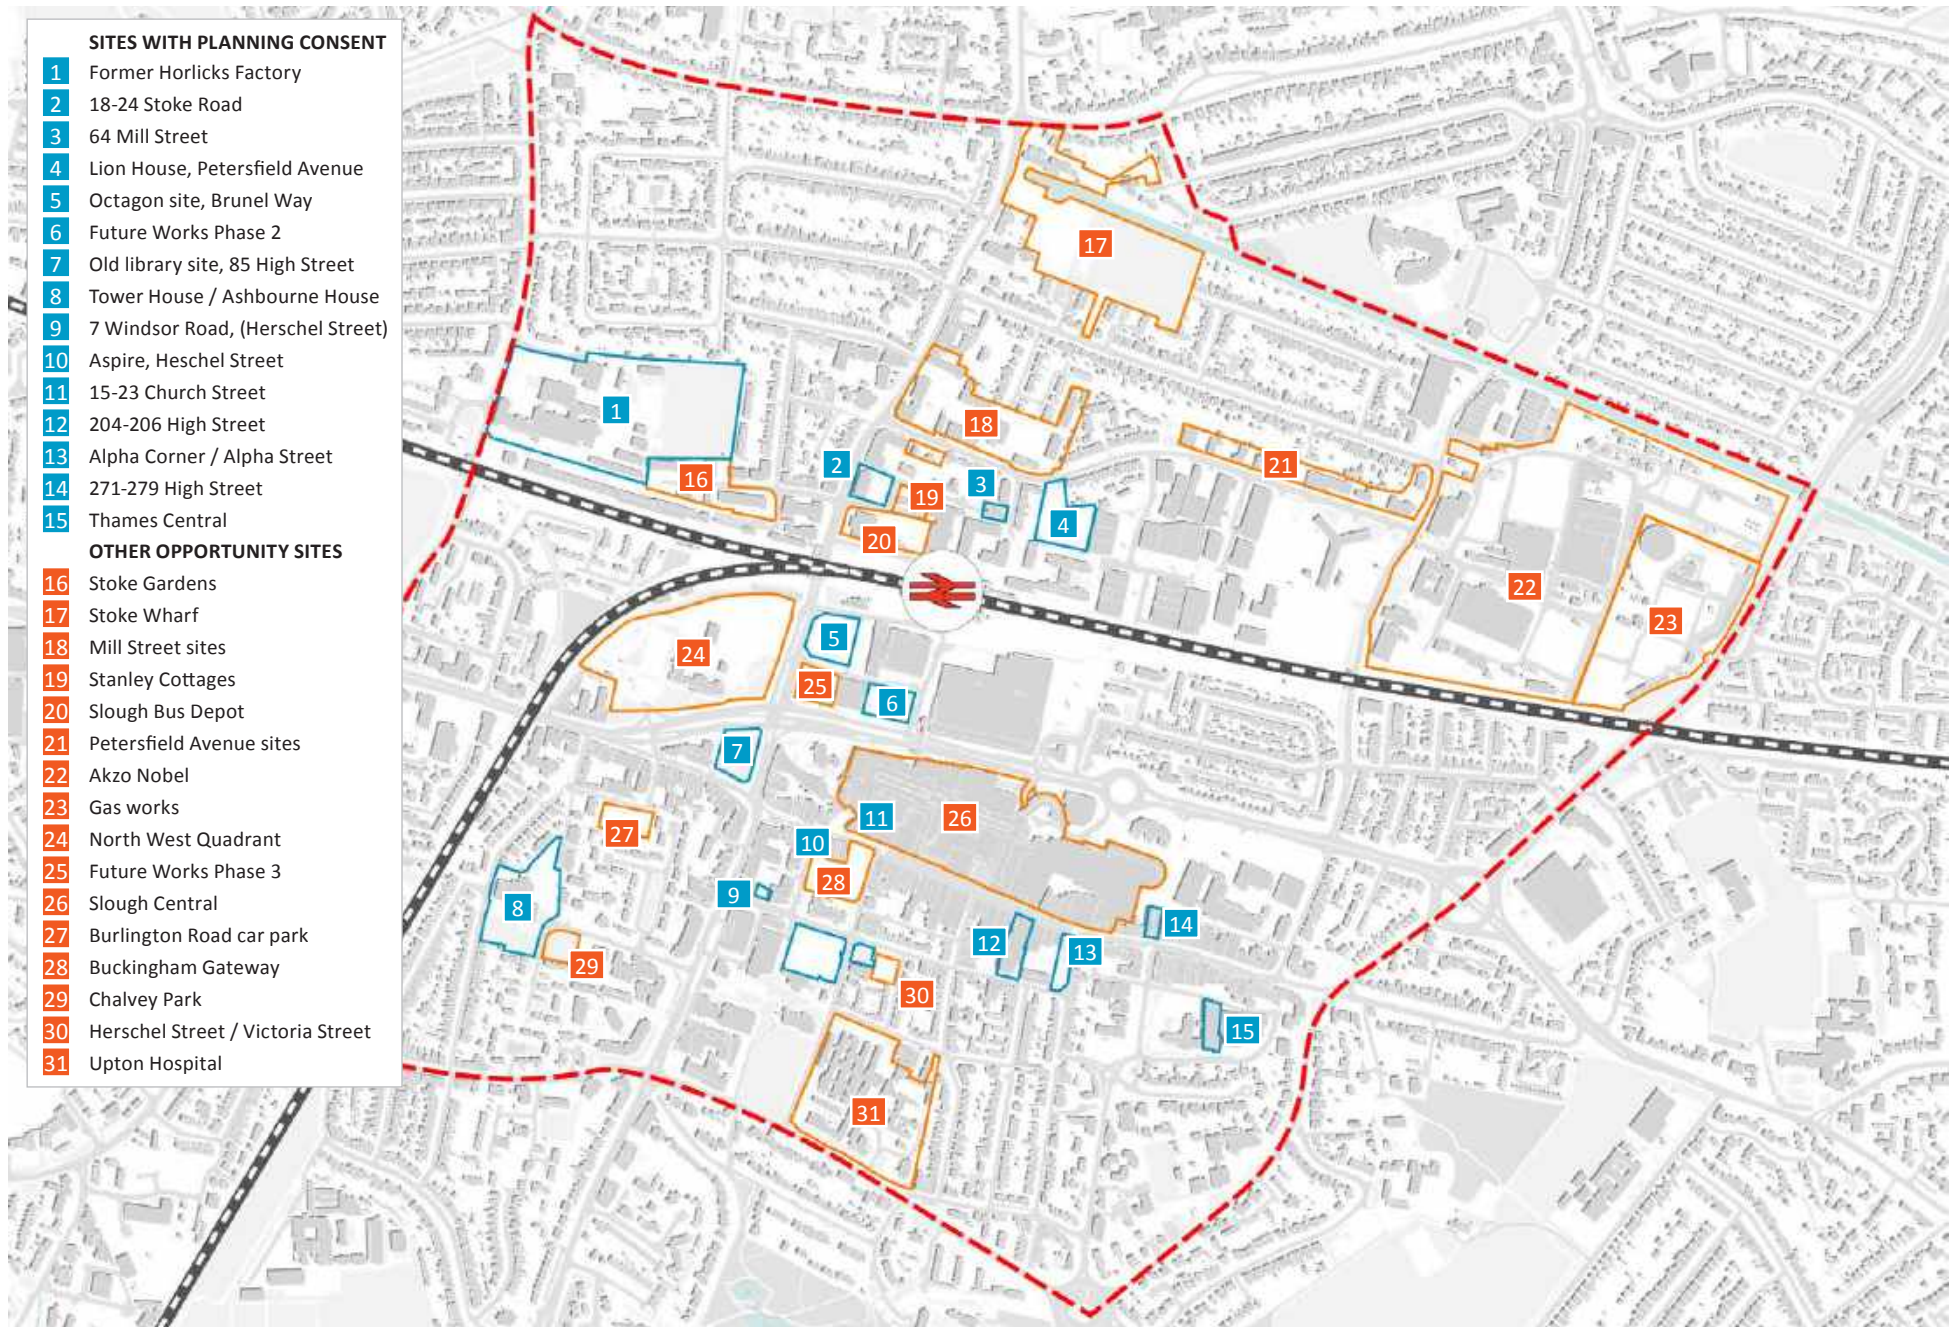 SITES WITH PLANNING CONSENT
1 Former Horlicks Factory
2 18-24 Stoke Road
3 64 Mill Street
4 Lion House, Petersfield Avenue
5 Octagon site, Brunel Way
6 Future Works Phase 2
7 Old library site, 85 High Street
8 Tower House / Ashbourne House
9 7 Windsor Road, (Herschel Street)
10 Aspire, Heschel Street
11 15-23 Church Street
12 204-206 High Street
13 Alpha Corner / Alpha Street
14 271-279 High Street
15 Thames Central
OTHER OPPORTUNITY SITES
16 Stoke Gardens
17 Stoke Wharf
18 Mill Street sites
19 Stanley Cottages
20 Slough Bus Depot
21 Petersfield Avenue sites
22 Akzo Nobel
23 Gas works
24 North West Quadrant
25 Future Works Phase 3
26 Slough Central
27 Burlington Road car park
28 Buckingham Gateway
29 Chalvey Park
30 Herschel Street / Victoria Street
31 Upton Hospital
17
1
18
2
16
3
19
21
4
20
22
23
5
24
25
6
7
11
26
27
10
28
9
8
14
12
13
29
30
15
31